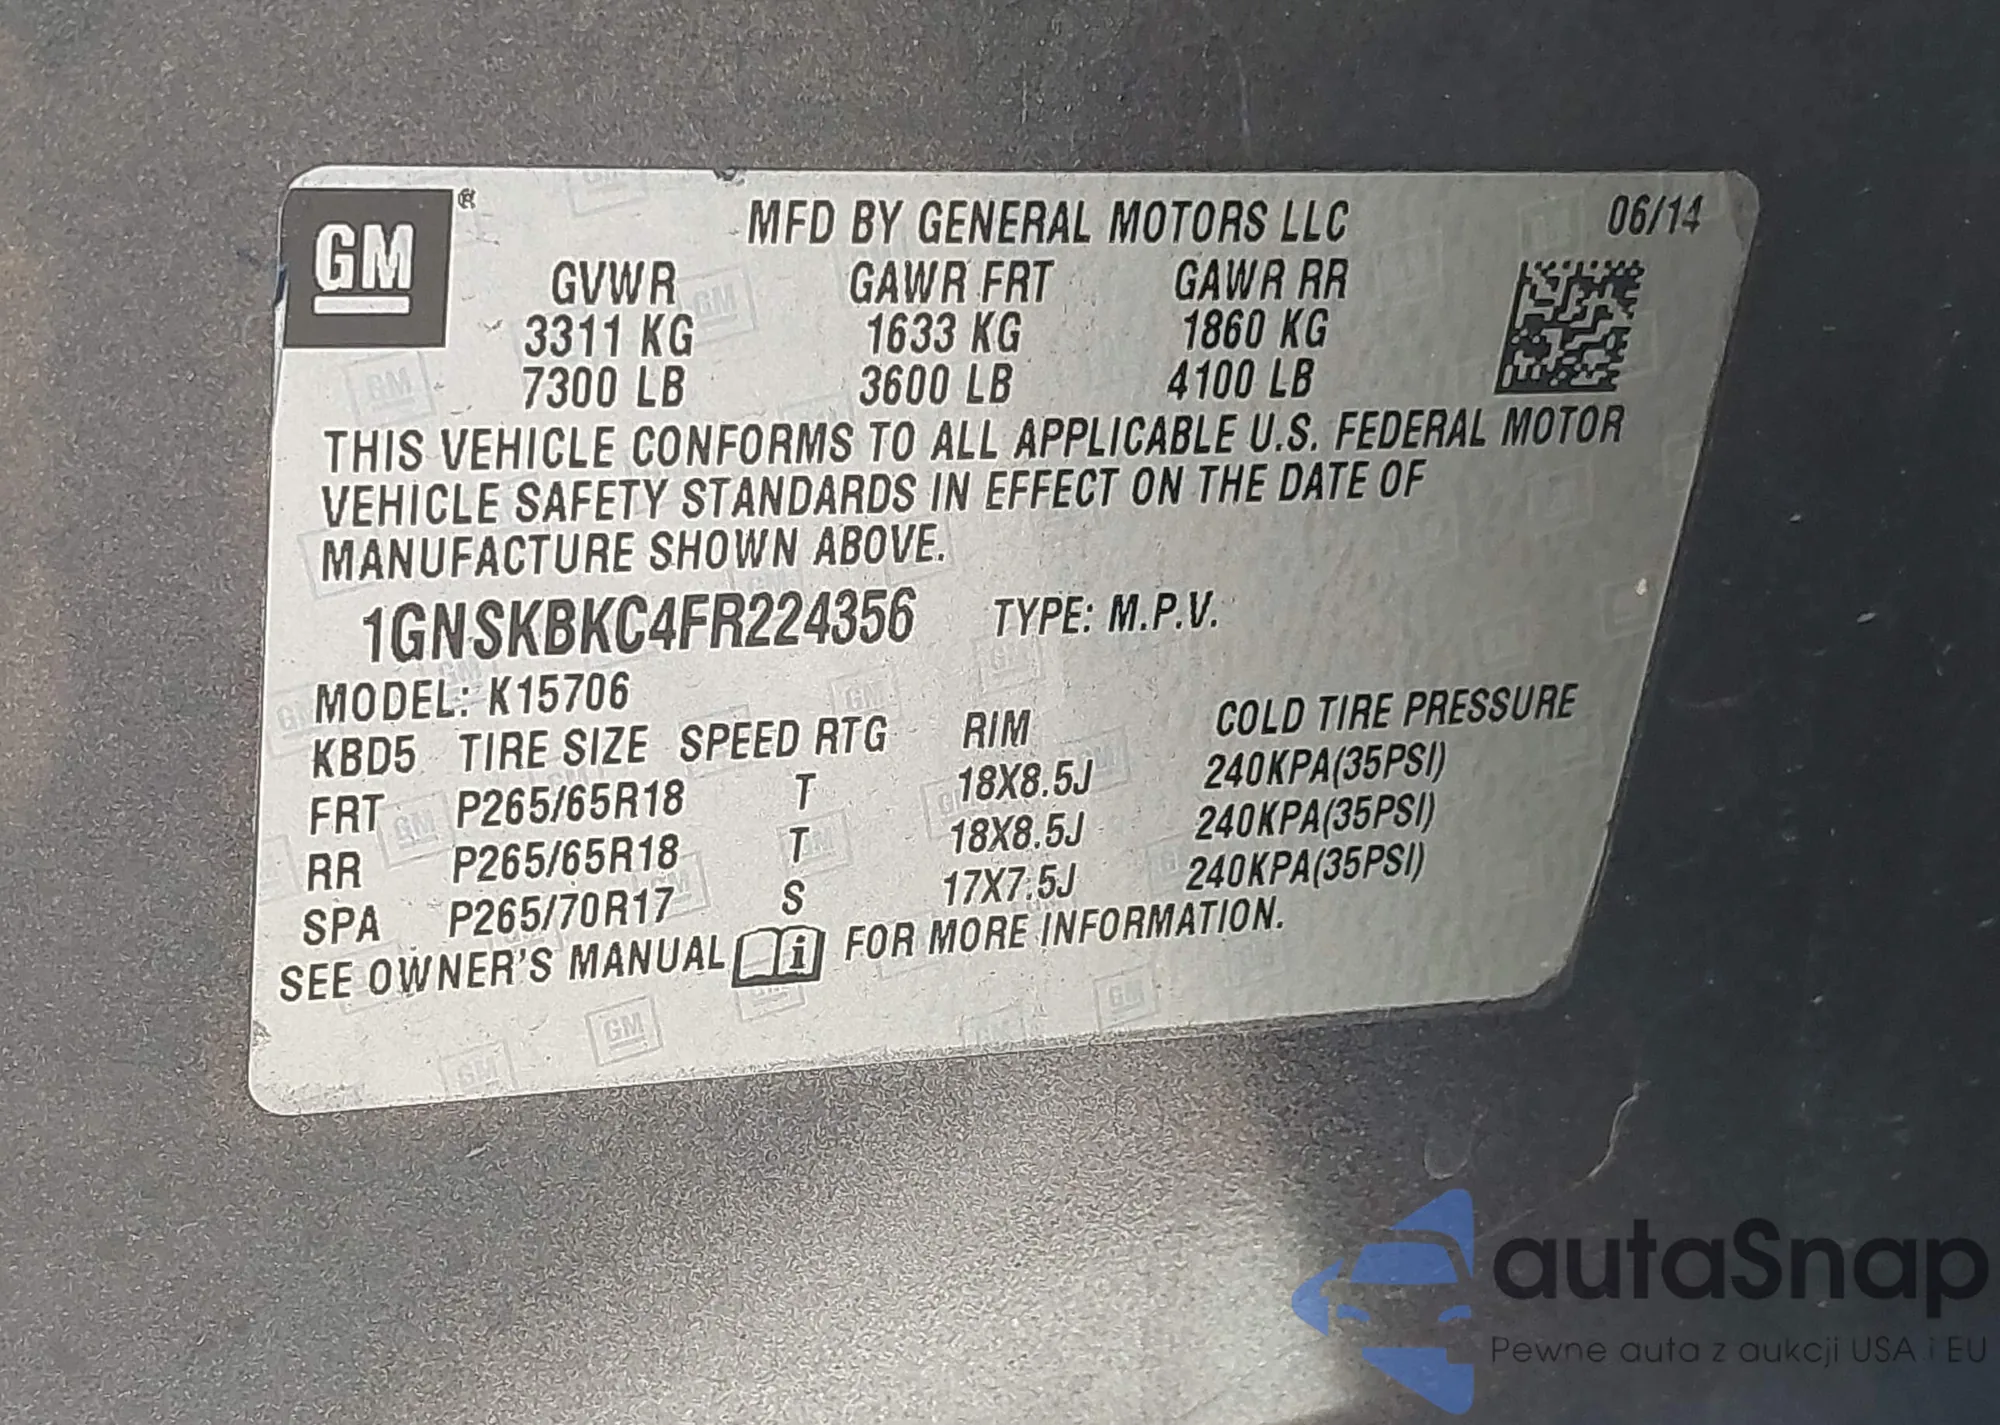 GM®
MFD BY GENERAL MOTORS LLC 06/14
GVWR GAWR FRT GAWR RR
3311 KG 1633 KG 1860 KG
7300 LB 3600 LB 4100 LB
THIS VEHICLE CONFORMS TO ALL APPLICABLE U.S. FEDERAL MOTOR
VEHICLE SAFETY STANDARDS IN EFFECT ON THE DATE OF
MANUFACTURE SHOWN ABOVE.
1GNSKBKC4FR224356 TYPE: M.P.V.
MODEL: K15706
KBD5 TIRE SIZE SPEED RTG RIM COLD TIRE PRESSURE
FRT P265/65R18 T 18X8.5J 240KPA(35PSI)
RR P265/65R18 T 18X8.5J 240KPA(35PSI)
SPA P265/70R17 S 17X7.5J 240KPA(35PSI)
SEE OWNER'S MANUAL i FOR MORE INFORMATION.
autaSnap
Pewne auta z aukcji USA i EU